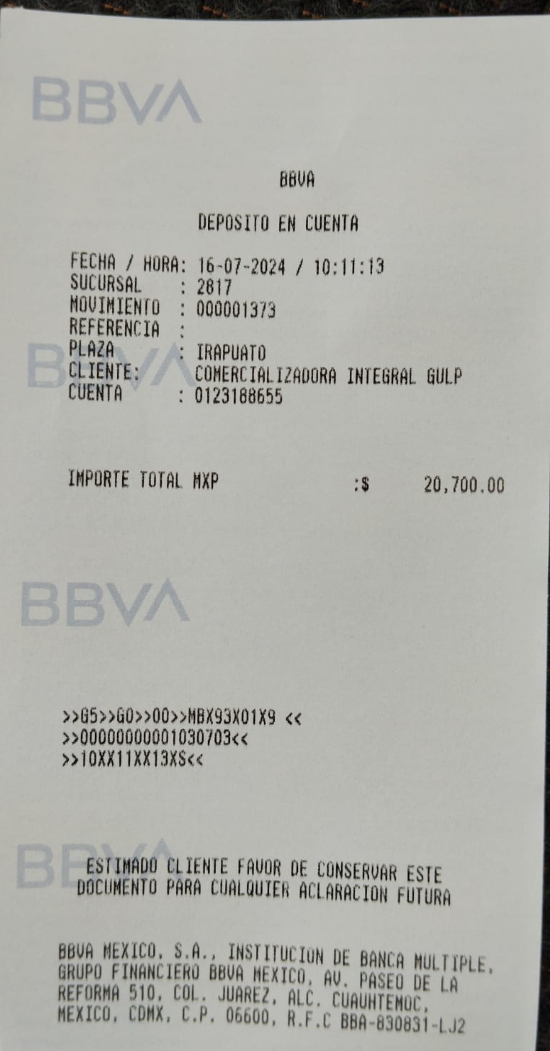 BBVA
BBVA
DEPOSITO EN CUENTA
FECHA / HORA: 16-07-2024 / 10:11:13
SUCURSAL : 2817
MOVIMIENTO : 000001373
REFERENCIA :
BBVA
PLAZA : IRAPUATO
CLIENTE: COMERCIALIZADORA INTEGRAL GULP
CUENTA : 0123188655
IMPORTE TOTAL MXP :$ 20,700.00
BBVA
>>G5>>G0>>00>>MBX93X01X9 <<
>>00000000001030703<<
>>10XX11XX13XS<<
BBVA
ESTIMADO CLIENTE FAVOR DE CONSERVAR ESTE
DOCUMENTO PARA CUALQUIER ACLARACION FUTURA
BBVA MEXICO, S.A., INSTITUCION DE BANCA MULTIPLE,
GRUPO FINANCIERO BBVA MEXICO, AV. PASEO DE LA
REFORMA 510, COL. JUAREZ, ALC. CUAUHTEMOC,
MEXICO, CDMX, C.P. 06600, R.F.C BBA-830831-LJ2